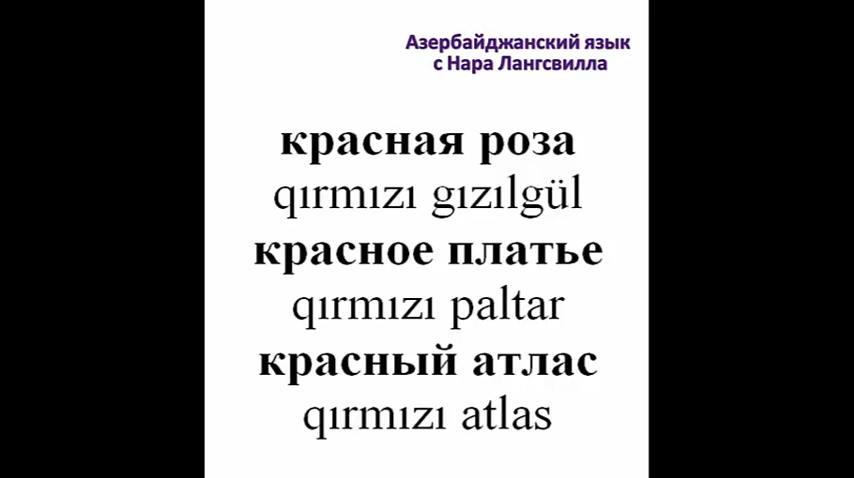 Азербайджанский язык
с Нара Лангсвилла
красная роза
qırmızı gızılgül
красное платье
qırmızı paltar
красный атлас
qırmızı atlas